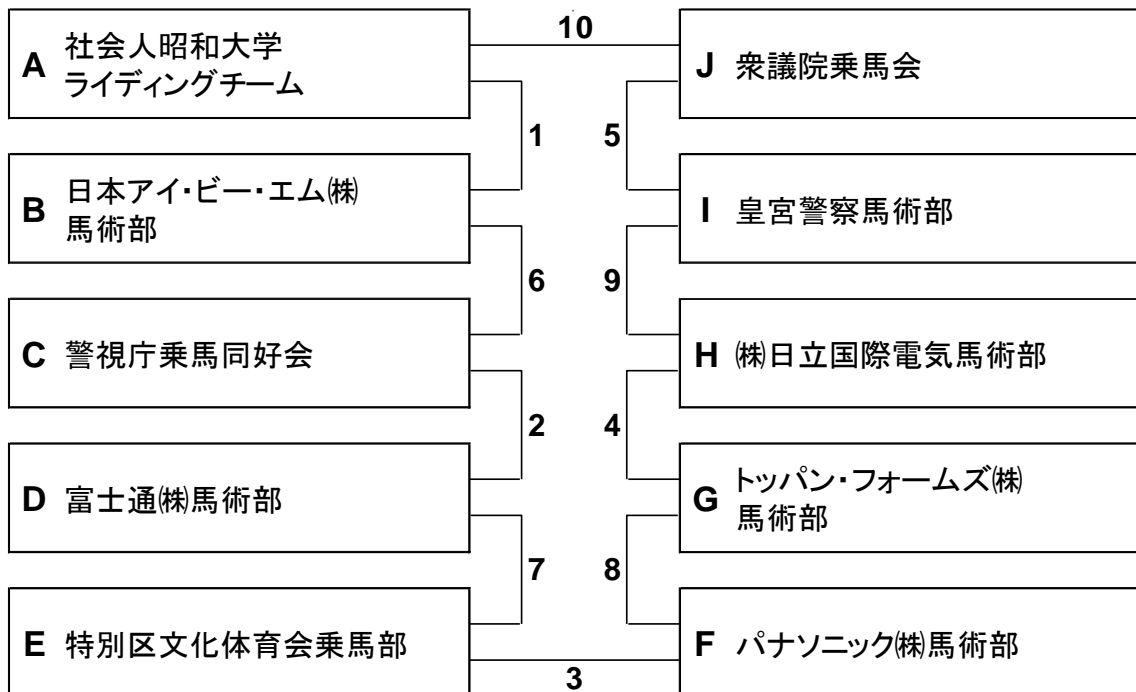 10
A 社会人昭和大学
ライディングチーム
J 衆議院乗馬会
1
5
B 日本アイ・ビー・エム㈱
馬術部
I 皇宮警察馬術部
6
9
C 警視庁乗馬同好会
H ㈱日立国際電気馬術部
2
4
D 富士通㈱馬術部
G トッパン・フォームズ㈱
馬術部
7
8
E 特別区文化体育会乗馬部
F パナソニック㈱馬術部
3